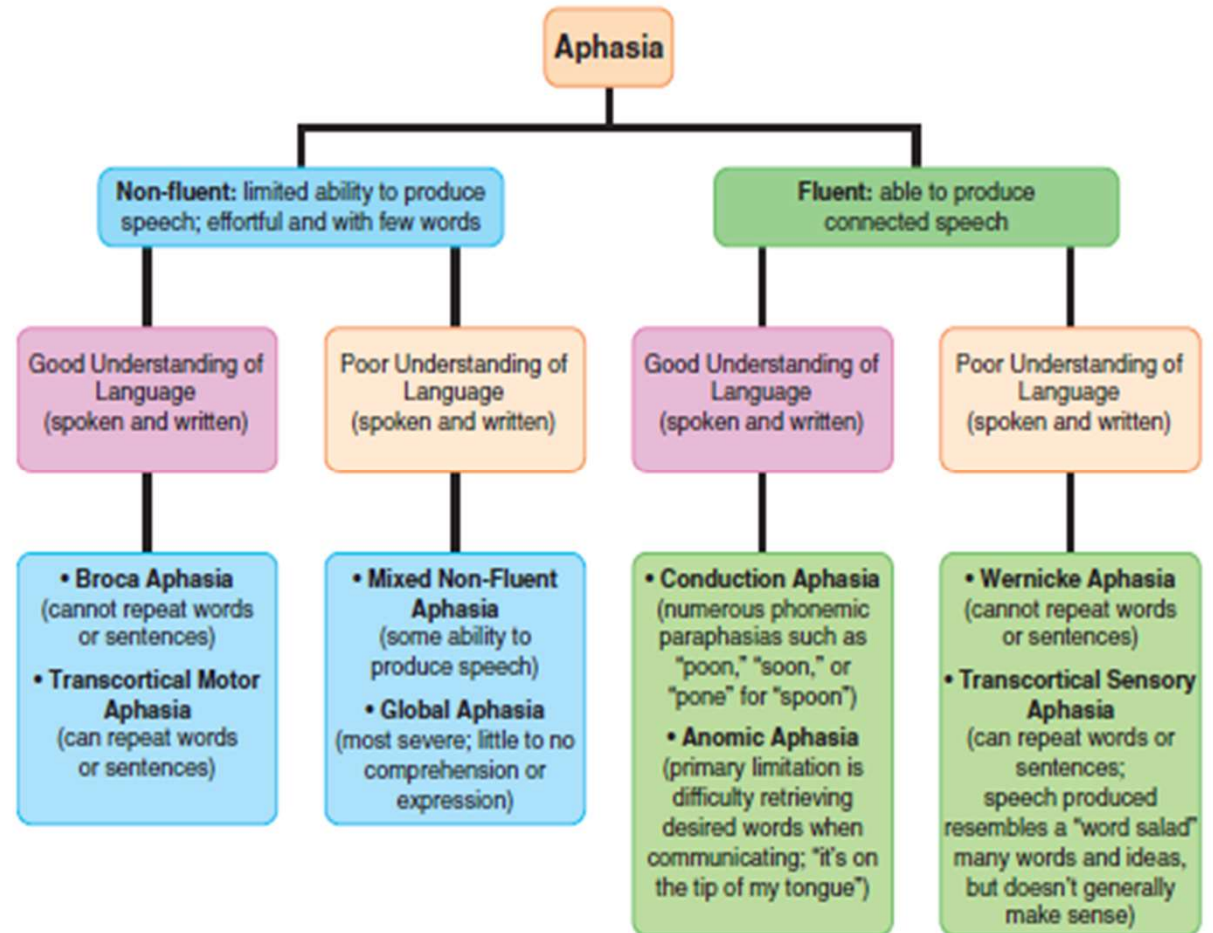 Aphasia
Non-fluent: limited ability to produce
speech; effortful and with few words
Fluent: able to produce
connected speech
Good Understanding of
Language
(spoken and written)
Poor Understanding of
Language
(spoken and written)
Good Understanding of
Language
(spoken and written)
Poor Understanding of
Language
(spoken and written)
• Broca Aphasia
(cannot repeat words
or sentences)
• Transcortical Motor
Aphasia
(can repeat words
or sentences)
• Mixed Non-Fluent
Aphasia
(some ability to
produce speech)
• Global Aphasia
(most severe; little to no
comprehension or
expression)
• Conduction Aphasia
(numerous phonemic
paraphasias such as
“poon,” “soon,” or
“pone” for “spoon”)
• Anomic Aphasia
(primary limitation is
difficulty retrieving
desired words when
communicating; “it’s on
the tip of my tongue”)
• Wernicke Aphasia
(cannot repeat words
or sentences)
• Transcortical Sensory
Aphasia
(can repeat words or
sentences;
speech produced
resembles a “word salad”
many words and ideas,
but doesn’t generally
make sense)